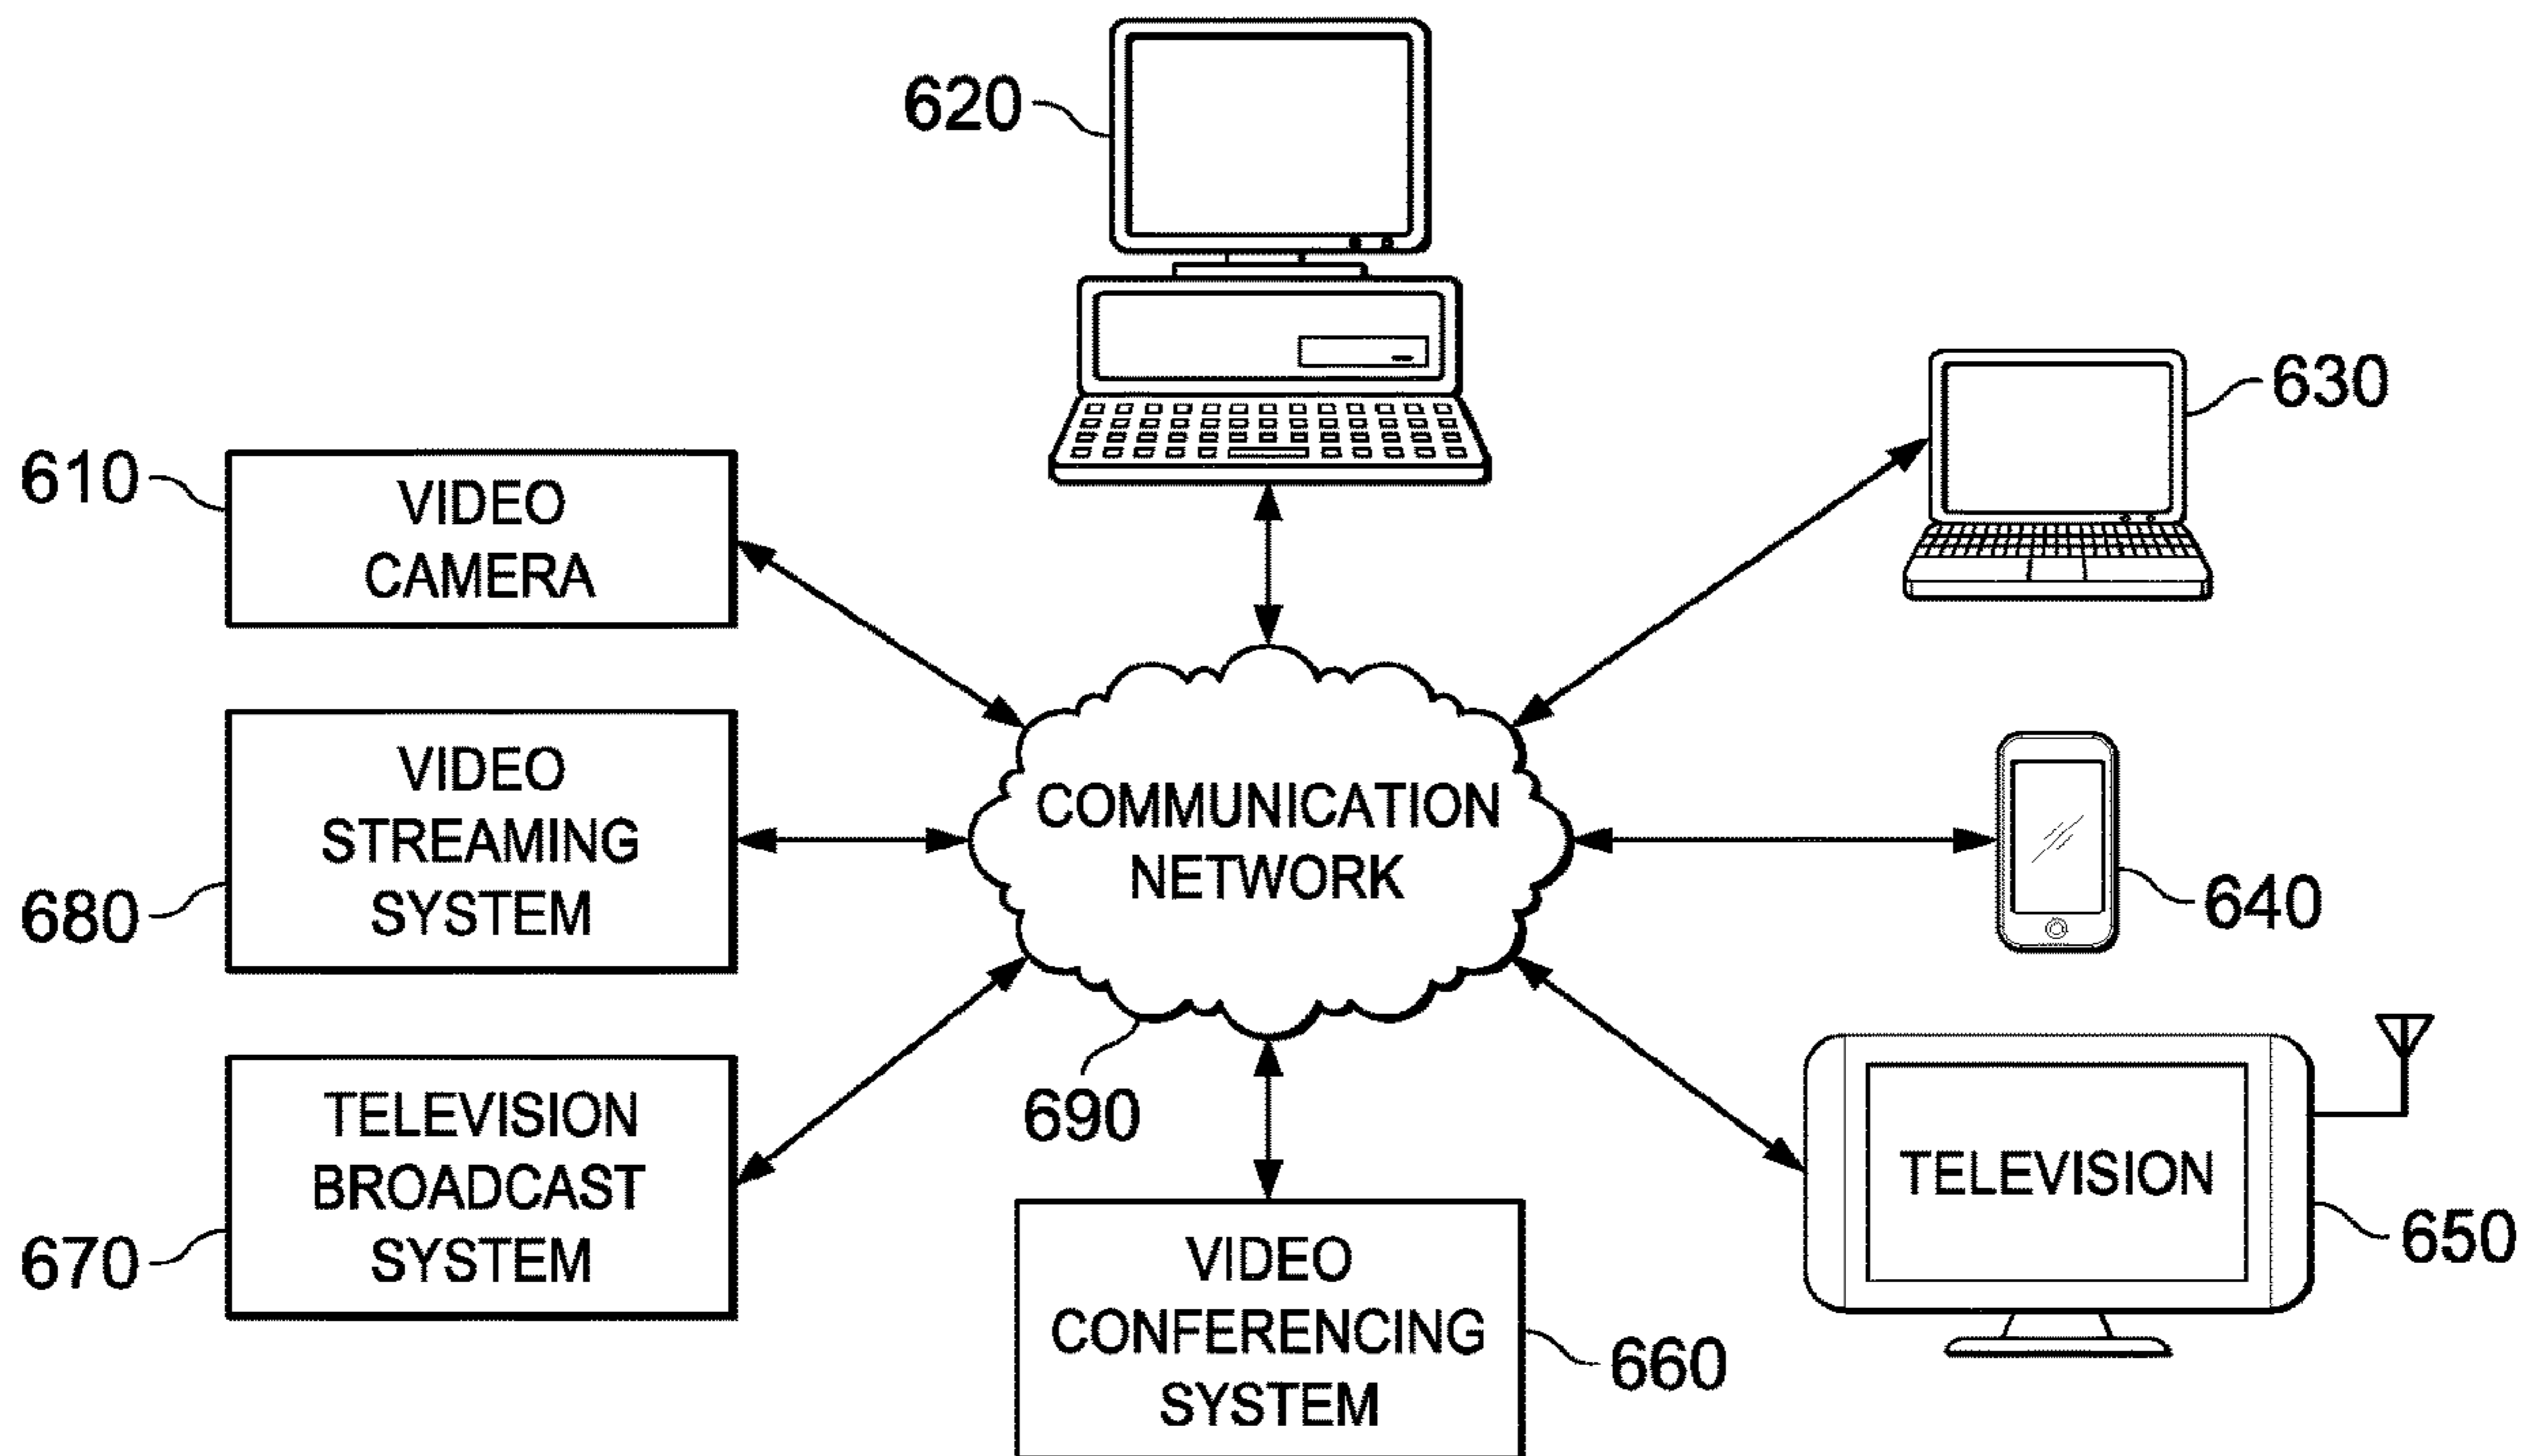 620
630
610
VIDEO
CAMERA
VIDEO
STREAMING
SYSTEM
680
COMMUNICATION
NETWORK
640
690
TELEVISION
BROADCAST
SYSTEM
670
TELEVISION
650
VIDEO
CONFERENCING
SYSTEM
660